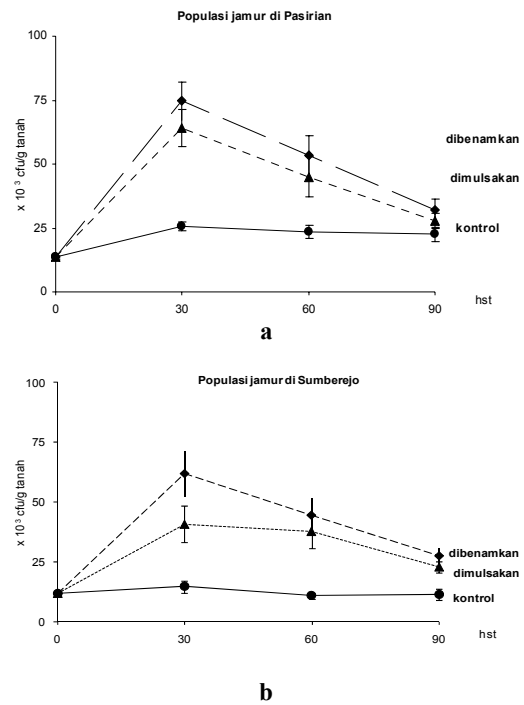 Populasi jamur di Pasirian
100
75
50
25
0
x 10 3 cfu/g tanah
dibenamkan
dimulsakan
kontrol
0 30 60 90
hst
a
Populasi jamur di Sumberejo
100
75
50
25
0
x 10 3 cfu/g tanah
dibenamkan
dimulsakan
kontrol
0 30 60 90
hst
b